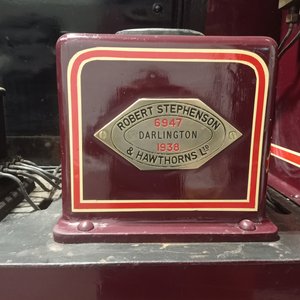 ROBERT STEPHENSON
6947
DARLINGTON
1938
& HAWTHORNS LTD